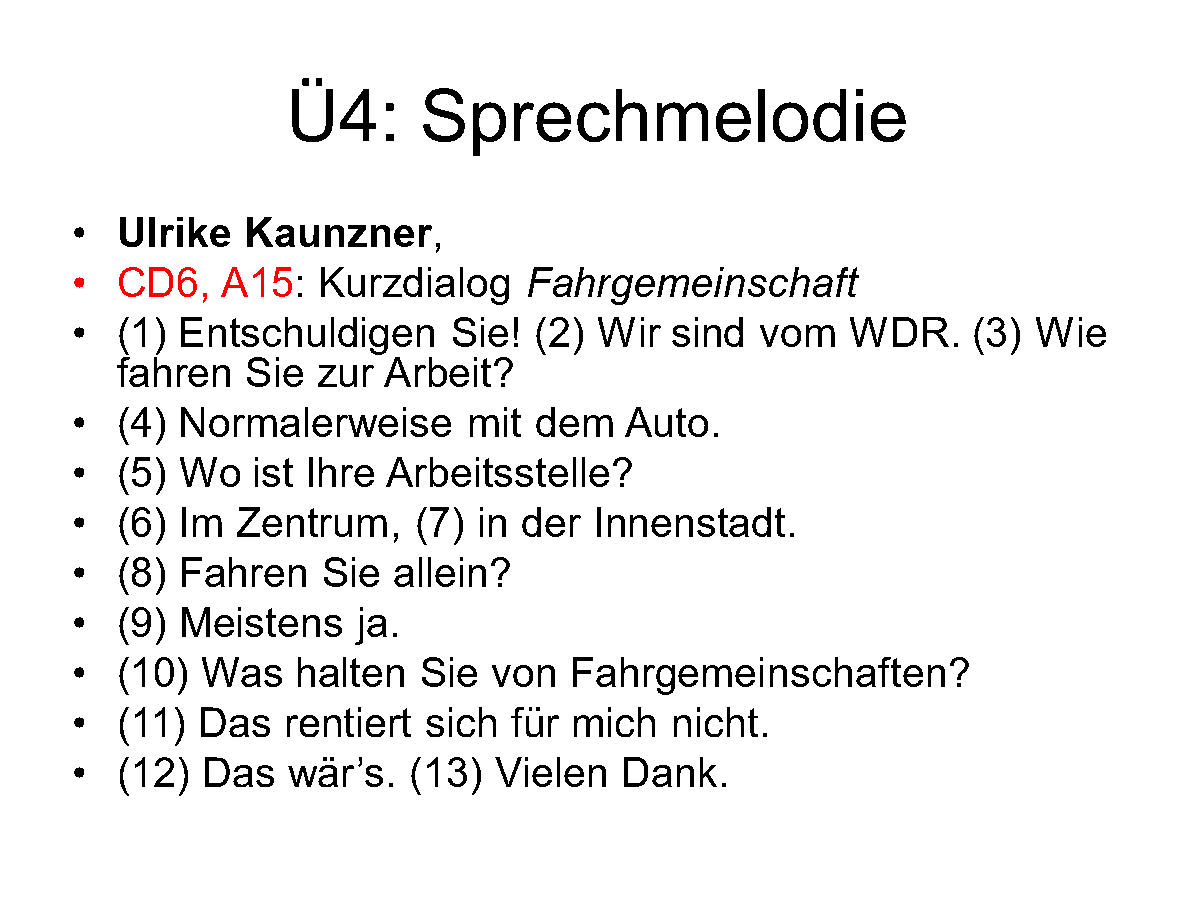 Ü4: Sprechmelodie
• Ulrike Kaunzner,
• CD6, A15: Kurzdialog Fahrgemeinschaft
• (1) Entschuldigen Sie! (2) Wir sind vom WDR. (3) Wie
fahren Sie zur Arbeit?
• (4) Normalerweise mit dem Auto.
• (5) Wo ist Ihre Arbeitsstelle?
• (6) Im Zentrum, (7) in der Innenstadt.
• (8) Fahren Sie allein?
• (9) Meistens ja.
• (10) Was halten Sie von Fahrgemeinschaften?
• (11) Das rentiert sich für mich nicht.
• (12) Das wär’s. (13) Vielen Dank.